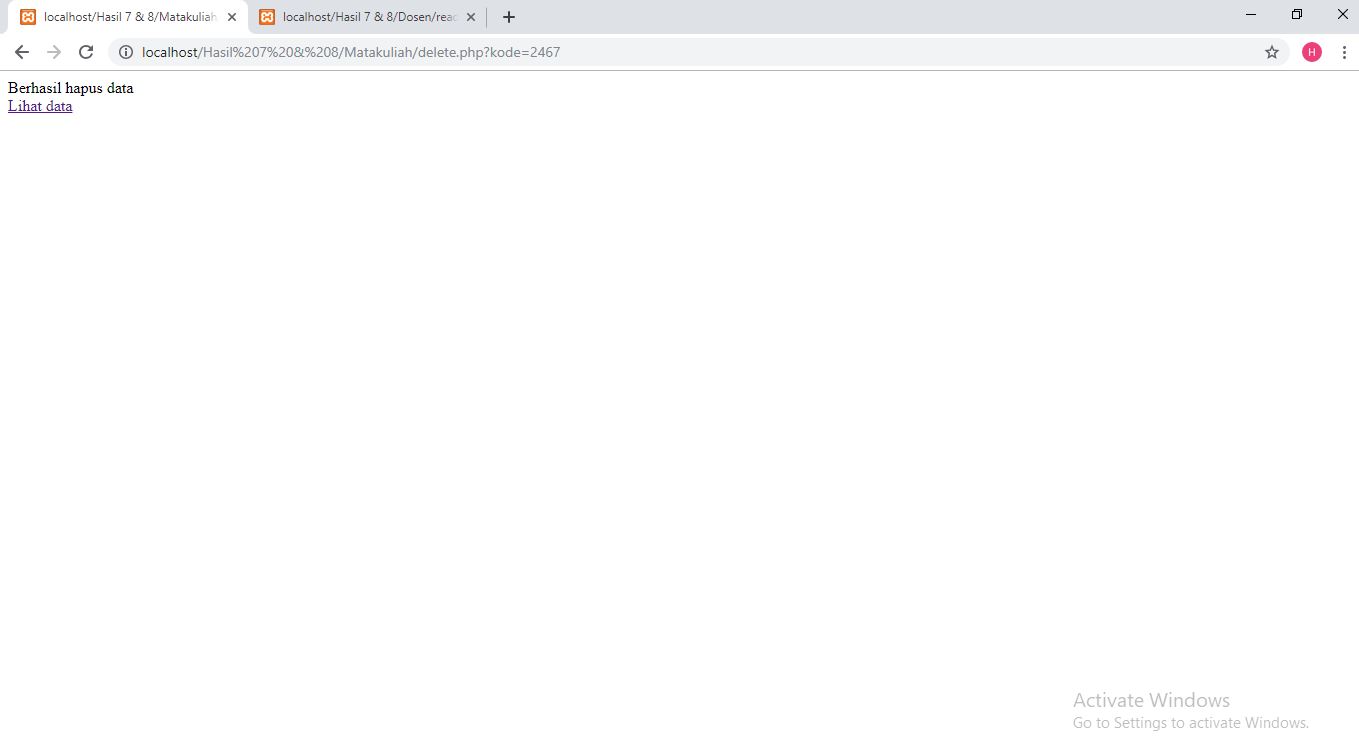 localhost/Hasil 7 & 8/Matakuliah
localhost/Hasil 7 & 8/Dosen/read
localhost/Hasil%207%20&%208/Matakuliah/delete.php?kode=2467
H
Berhasil hapus data
Lihat data
Activate Windows
Go to Settings to activate Windows.